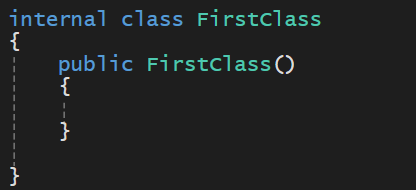 internal class FirstClass
{
    public FirstClass()
    {
    }
}